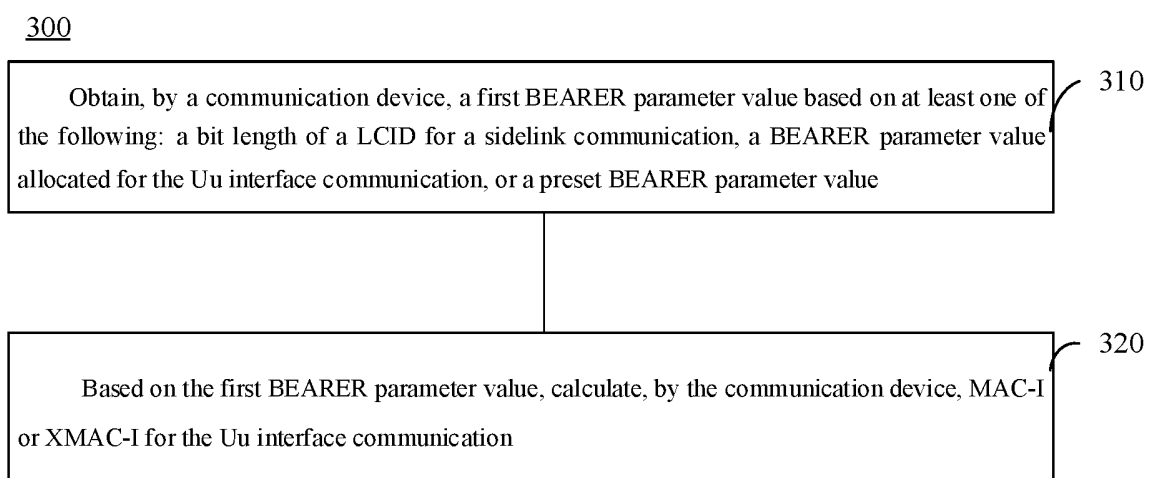 300
Obtain, by a communication device, a first BEARER parameter value based on at least one of
the following: a bit length of a LCID for a sidelink communication, a BEARER parameter value
allocated for the Uu interface communication, or a preset BEARER parameter value
310
Based on the first BEARER parameter value, calculate, by the communication device, MAC-I
or XMAC-I for the Uu interface communication
320